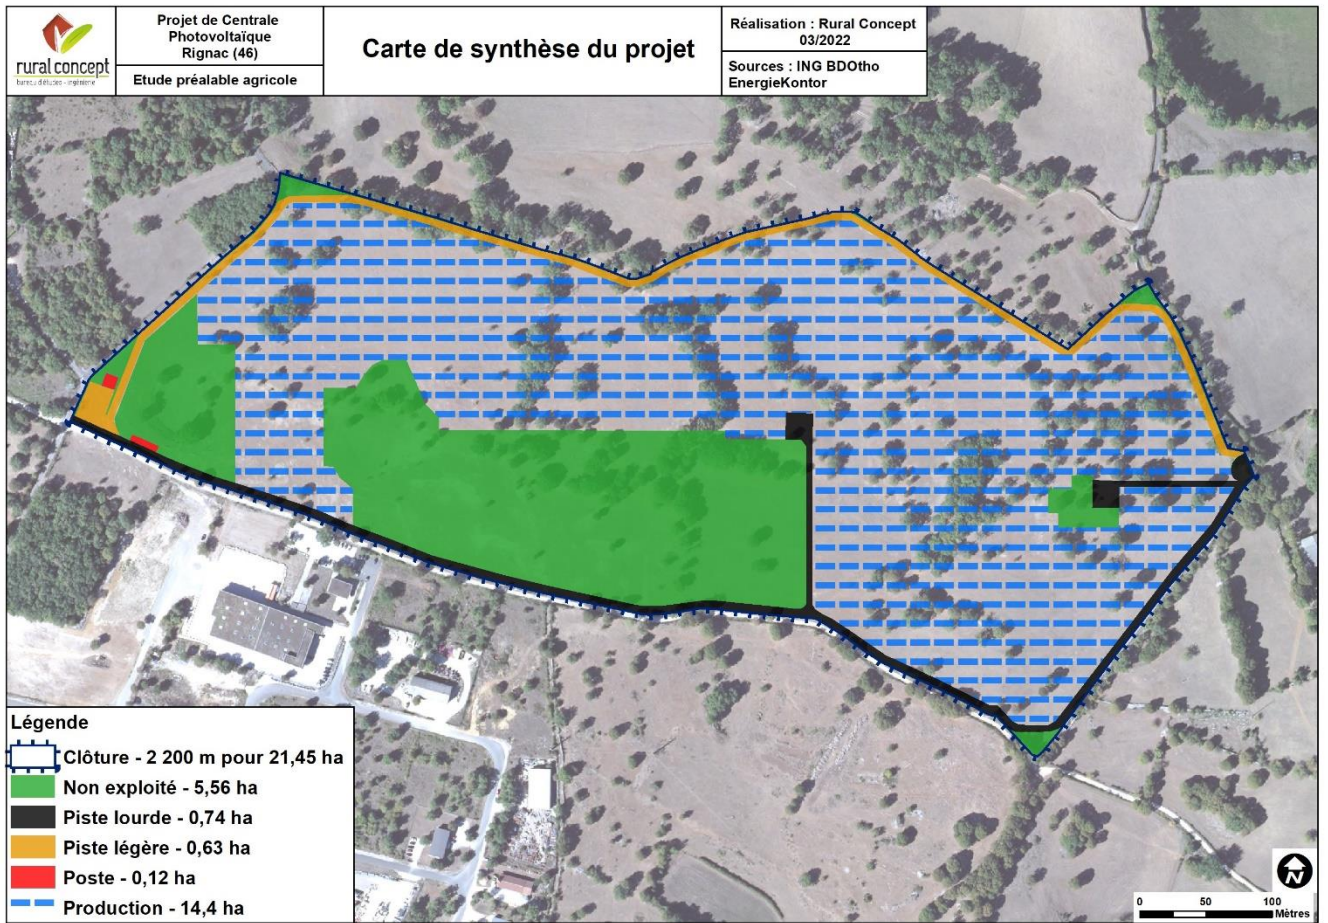 rural concept
bureau d'études - ingénierie
Projet de Centrale
Photovoltaïque
Rignac (46)
Etude préalable agricole
Carte de synthèse du projet
Réalisation : Rural Concept
03/2022
Sources : ING BDOtho
EnergieKontor
Légende
Clôture - 2 200 m pour 21,45 ha
Non exploité - 5,56 ha
Piste lourde - 0,74 ha
Piste légère - 0,63 ha
Poste - 0,12 ha
Production - 14,4 ha
N
0 50 100
Mètres